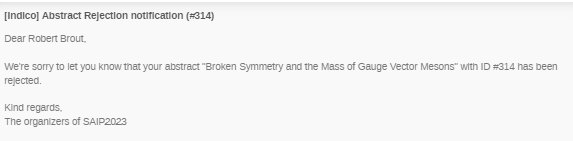 [Indico] Abstract Rejection notification (#314)
Dear Robert Brout,
We're sorry to let you know that your abstract "Broken Symmetry and the Mass of Gauge Vector Mesons" with ID #314 has been
rejected.
Kind regards,
The organizers of SAIP2023